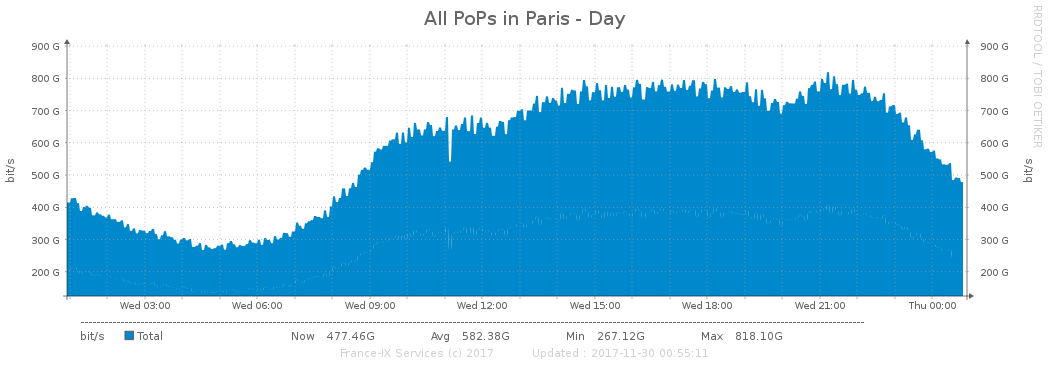 All PoPs in Paris - Day
RRDTOOL / TOBI OETIKER
900 G 900 G
800 G 800 G
700 G 700 G
600 G 600 G
500 G 500 G
400 G 400 G
300 G 300 G
200 G 200 G
bit/s bit/s
Wed 03:00 Wed 06:00 Wed 09:00 Wed 12:00 Wed 15:00 Wed 18:00 Wed 21:00 Thu 00:00
bit/s Total Now 477.46G Avg 582.38G Min 267.12G Max 818.10G
France-IX Services (c) 2017 Updated : 2017-11-30 00:55:11